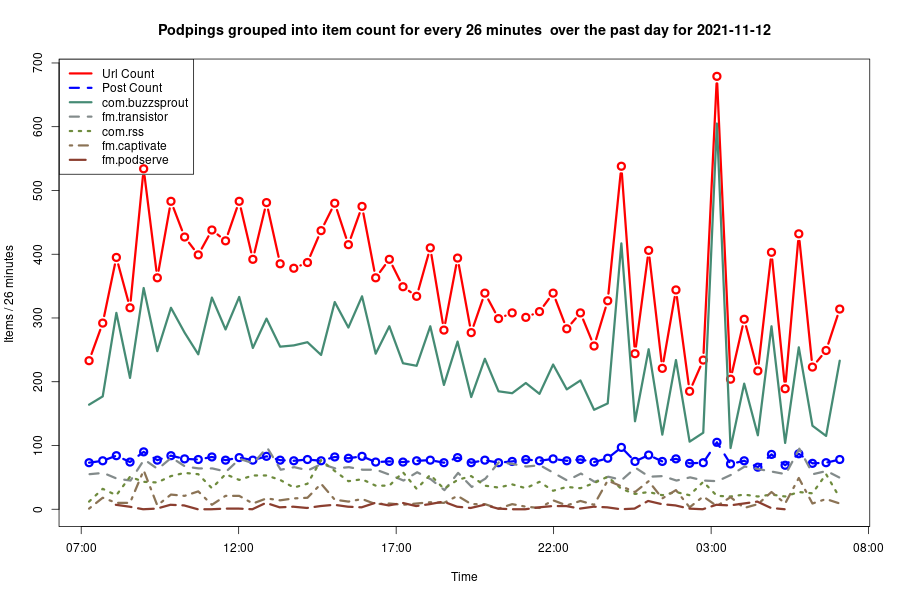 Podpings grouped into item count for every 26 minutes  over the past day for 2021-11-12
Items / 26 minutes
700
600
500
400
300
200
100
0
Url Count
Post Count
com.buzzsprout
fm.transistor
com.rss
fm.captivate
fm.podserve
07:00
12:00
17:00
22:00
03:00
08:00
Time